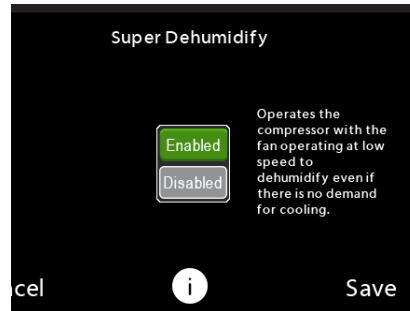 Super Dehumidify
Operates the
compressor with the
fan operating at low
speed to
dehumidify even if
there is no demand
for cooling.
Enabled
Disabled
ncel
i
Save